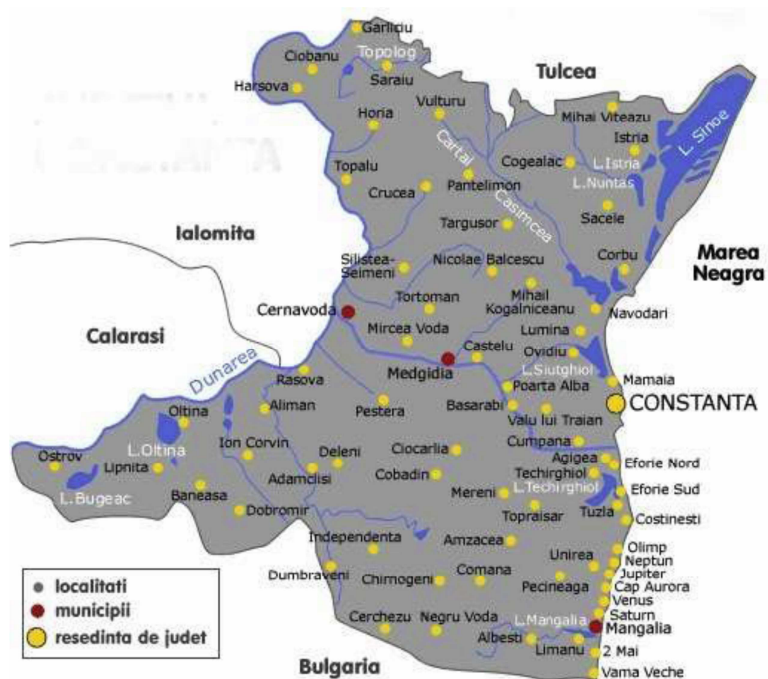 Garliciu
Ciobanu
Topolog
Saraiu
Tulcea
Harsova
Vulturu
Mihai Viteazu
Horia
Istria
L. Sinoe
Cartal
Cogealac
L.Istria
Topalu
Pantelimon
L.Nuntas
Crucea
Casimcea
Sacele
Targusor
Ialomita
Marea
Neagra
Silistea-
Seimeni
Nicolae Balcescu
Corbu
Cernavoda
Tortoman
Mihail
Kogalniceanu
Navodari
Calarasi
Mircea Voda
Lumina
Castelu
Ovidiu
Medgidia
L.Siutghiol
Dunarea
Rasova
Mamaia
Poarta Alba
CONSTANTA
Oltina
Aliman
Pestera
Basarabi
Valu lui Traian
Cumpana
Ion Corvin
Ciocarlia
L.Oltina
Deleni
Agigea
Eforie Nord
Ostrov
Lipnita
Adamclisi
Cobadin
Techirghiol
L.Techirghiol
L.Bugeac
Baneasa
Mereni
Eforie Sud
Dobromir
Topraisar
Tuzla
Costinesti
Independenta
Amzacea
Olimp
Unirea
Neptun
Dumbraveni
Jupiter
localitati
Chirnogeni
Comana
Pecineaga
Cap Aurora
municipii
Venus
Saturn
resedinta de judet
Cerchezu
Negru Voda
L.Mangalia
Mangalia
Albesti
Limanu
2 Mai
Bulgaria
Vama Veche